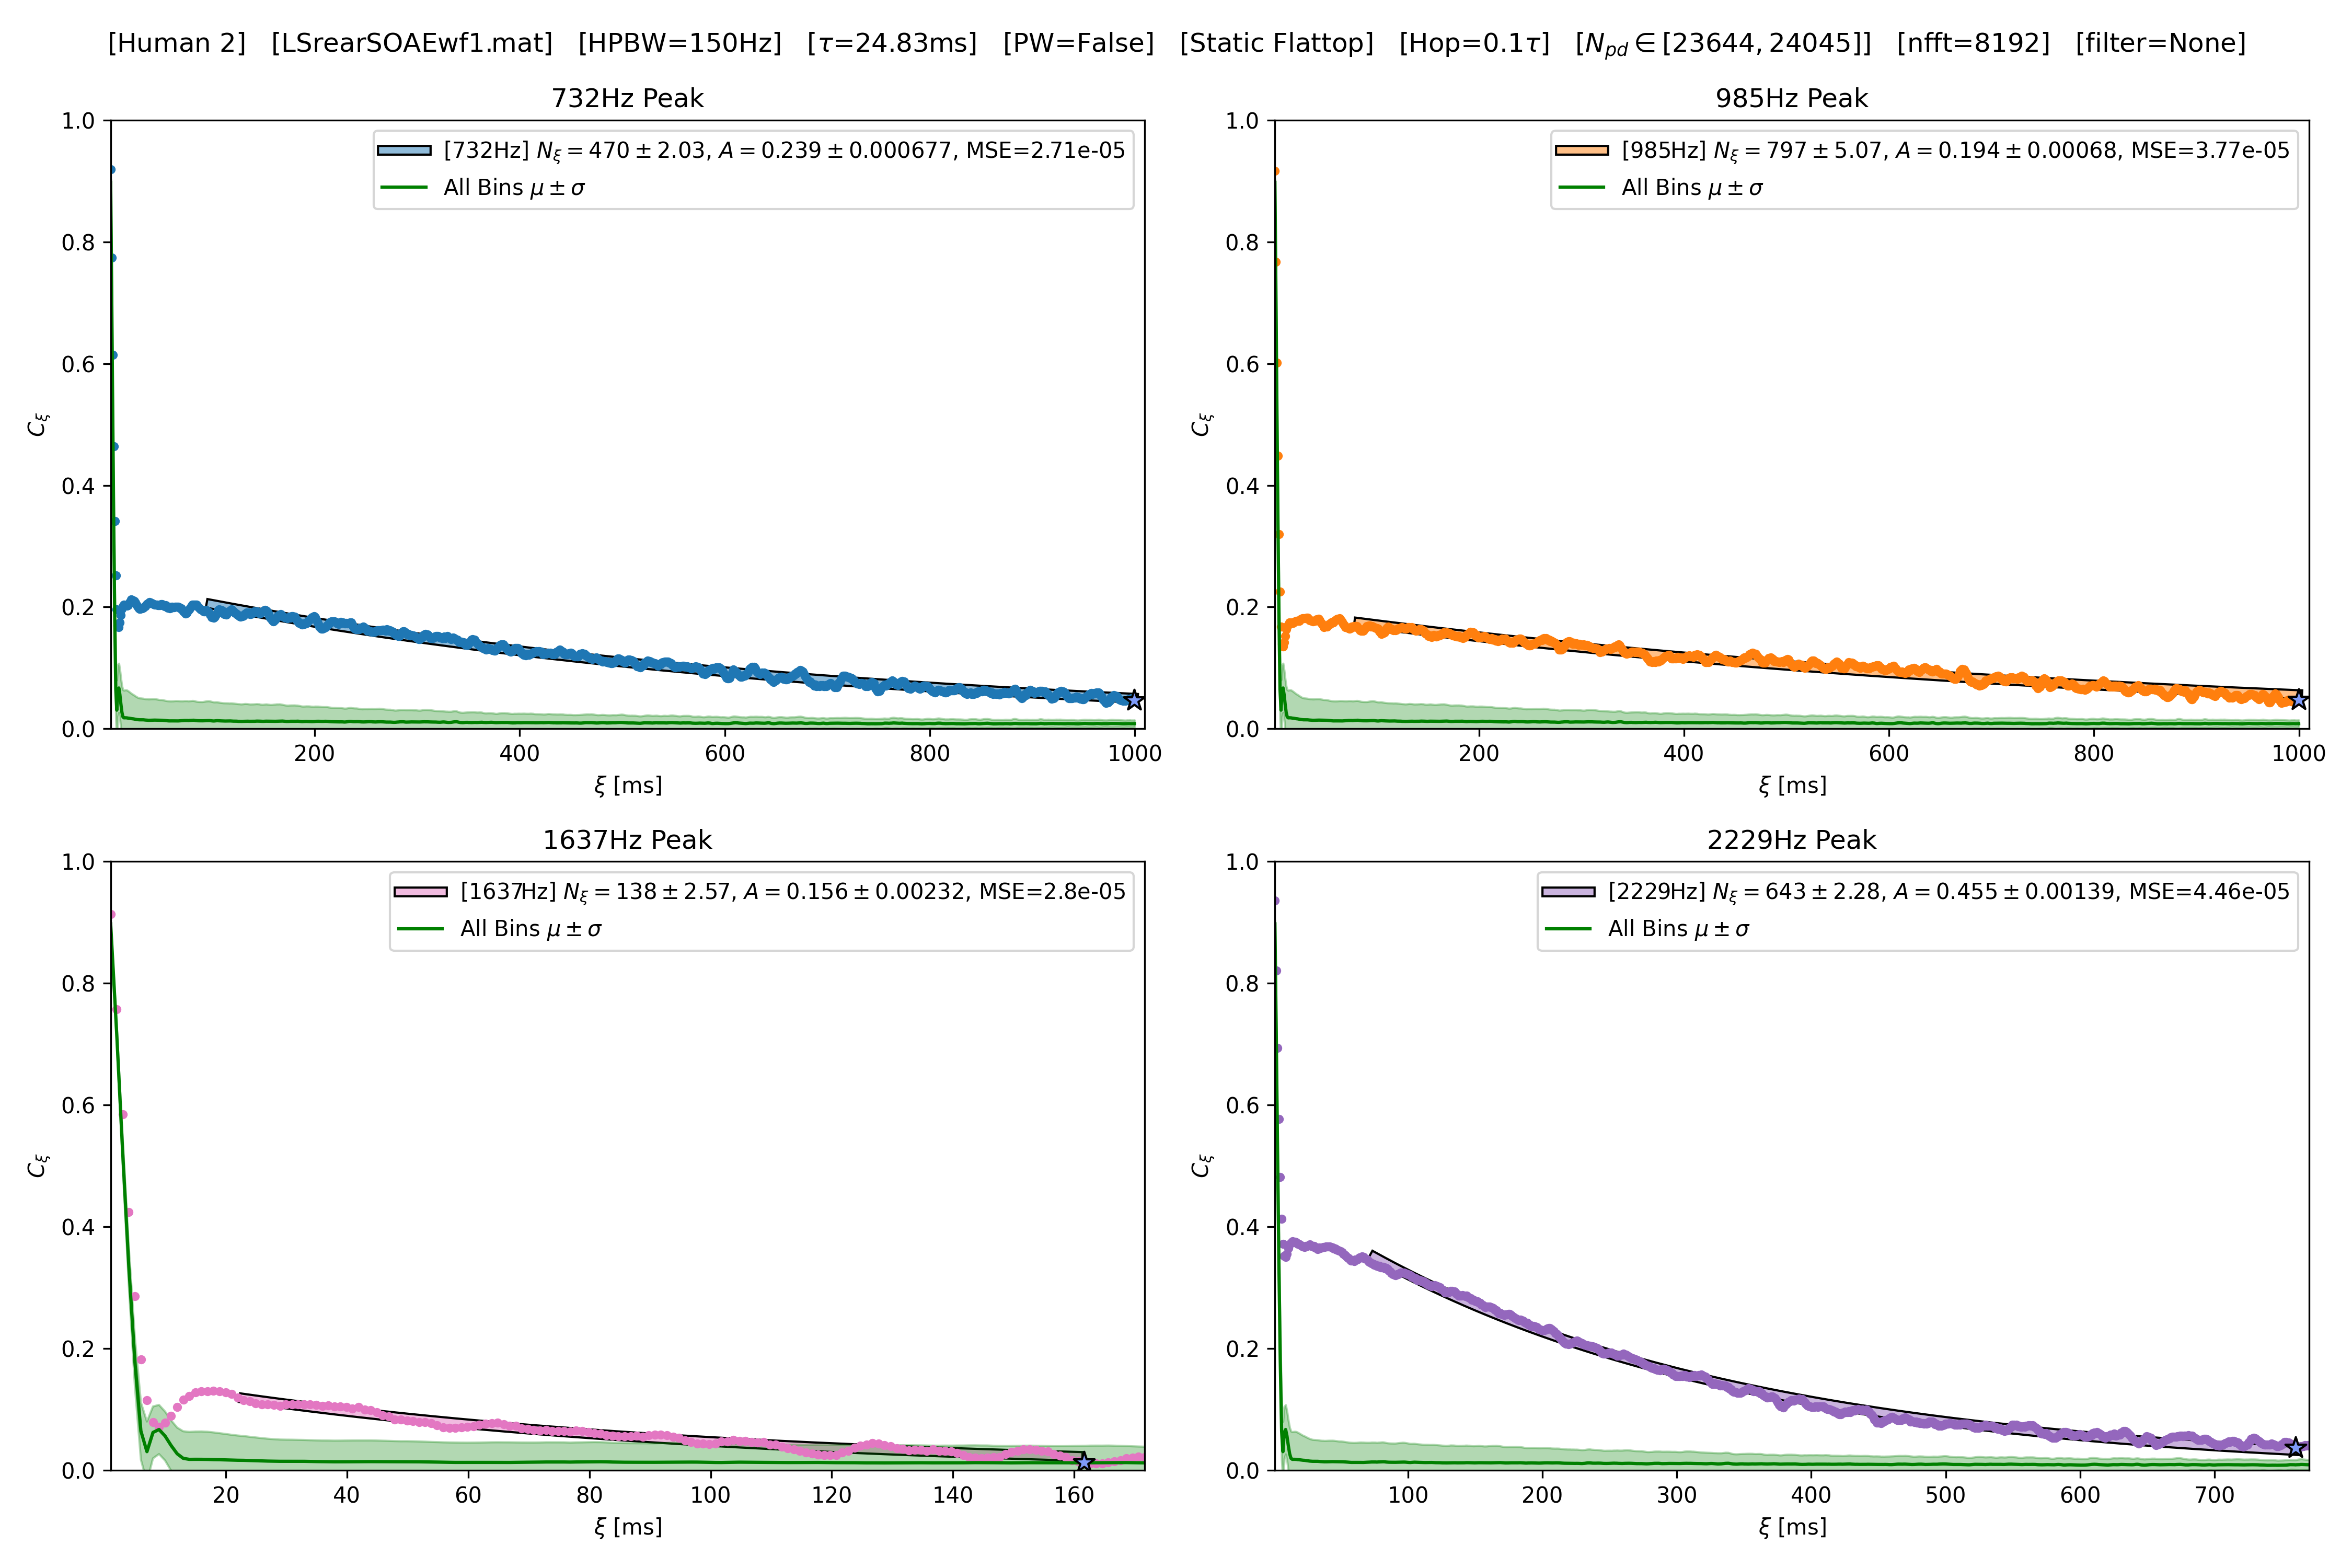 [Human 2] [LSrearSOAEwf1.mat] [HPBW=150Hz] [τ=24.83ms] [PW=False] [Static Flattop] [Hop=0.1τ] [N_pd ∈ [23644, 24045]] [nfft=8192] [filter=None]
732Hz Peak
1.0
0.8
0.6
0.4
0.2
0.0
C_ξ
[732Hz] N_ξ = 470 ± 2.03, A = 0.239 ± 0.000677, MSE=2.71e-05
All Bins μ ± σ
200 400 600 800 1000
ξ [ms]
985Hz Peak
1.0
0.8
0.6
0.4
0.2
0.0
C_ξ
[985Hz] N_ξ = 797 ± 5.07, A = 0.194 ± 0.00068, MSE=3.77e-05
All Bins μ ± σ
200 400 600 800 1000
ξ [ms]
1637Hz Peak
1.0
0.8
0.6
0.4
0.2
0.0
C_ξ
[1637Hz] N_ξ = 138 ± 2.57, A = 0.156 ± 0.00232, MSE=2.8e-05
All Bins μ ± σ
20 40 60 80 100 120 140 160
ξ [ms]
2229Hz Peak
1.0
0.8
0.6
0.4
0.2
0.0
C_ξ
[2229Hz] N_ξ = 643 ± 2.28, A = 0.455 ± 0.00139, MSE=4.46e-05
All Bins μ ± σ
100 200 300 400 500 600 700
ξ [ms]